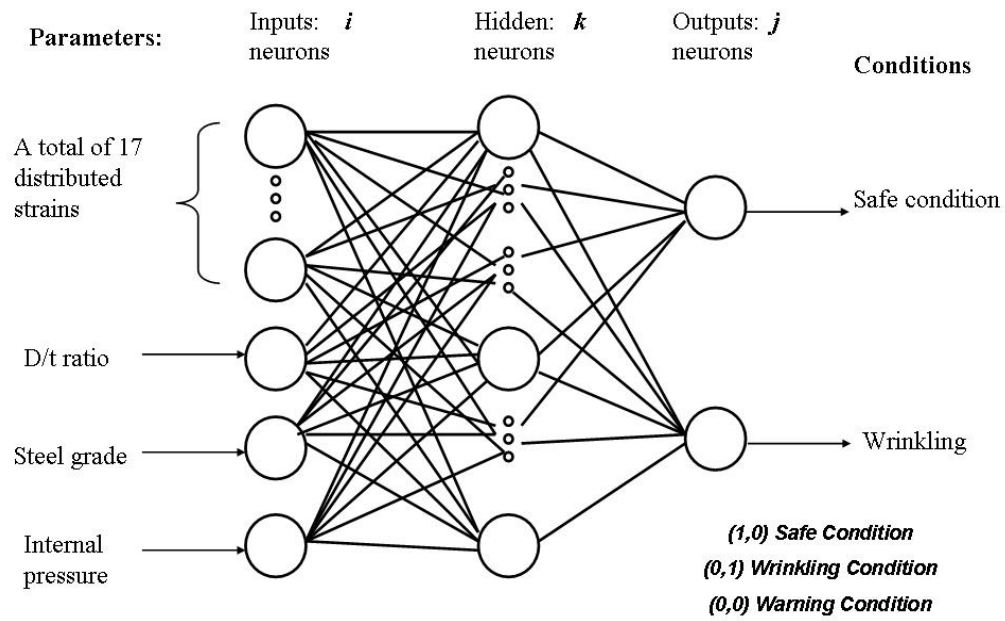 Parameters:
Inputs: i
neurons
Hidden: k
neurons
Outputs: j
neurons
Conditions
A total of 17
distributed
strains
D/t ratio
Steel grade
Internal
pressure
Safe condition
Wrinkling
(1,0) Safe Condition
(0,1) Wrinkling Condition
(0,0) Warning Condition